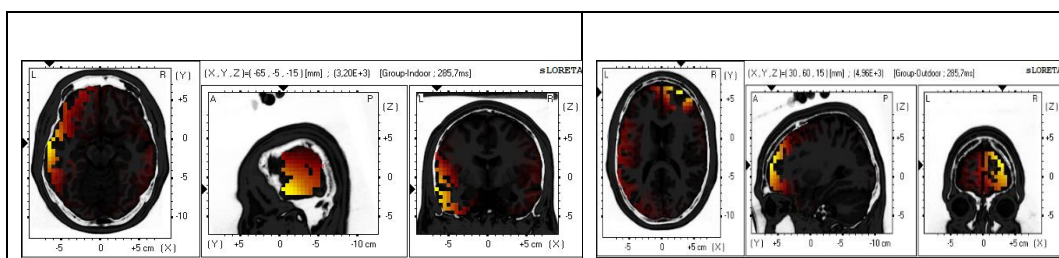 L R (Y) (X,Y,Z)=(-65,-5,-15)[mm] ; (3,20E+3) [Group-Indoor ; 285,7ms] sLORETA
A P (Z) L R (Z)
+5 0 -5 -10
+5 0 -5
+5 0 -5
-5 0 +5 cm (X)
(Y) +5 0 -5 -10 cm
-5 0 +5 cm (X)
L R (Y) (X,Y,Z)=(30,60,15)[mm] ; (4,96E+3) [Group-Outdoor ; 285,7ms] sLORETA
A P (Z) L R (Z)
+5 0 -5 -10
+5 0 -5
+5 0 -5
-5 0 +5 cm (X)
(Y) +5 0 -5 -10 cm
-5 0 +5 cm (X)